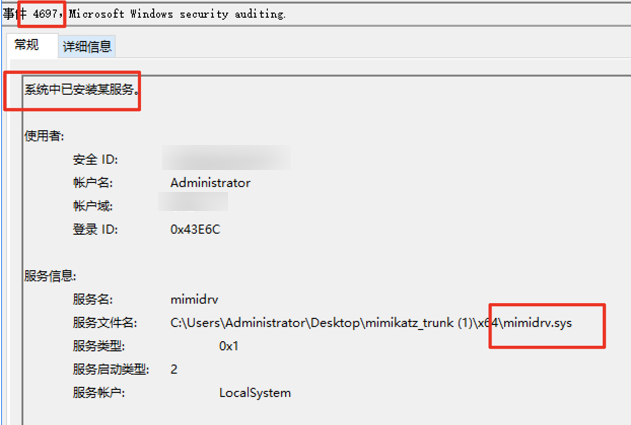 事件 4697, Microsoft Windows security auditing.
常规 详细信息
系统中已安装某服务。
使用者:
安全 ID:
帐户名: Administrator
帐户域:
登录 ID: 0x43E6C
服务信息:
服务名: mimidrv
服务文件名: C:\Users\Administrator\Desktop\mimikatz_trunk (1)\x64\mimidrv.sys
服务类型: 0x1
服务启动类型: 2
服务帐户: LocalSystem